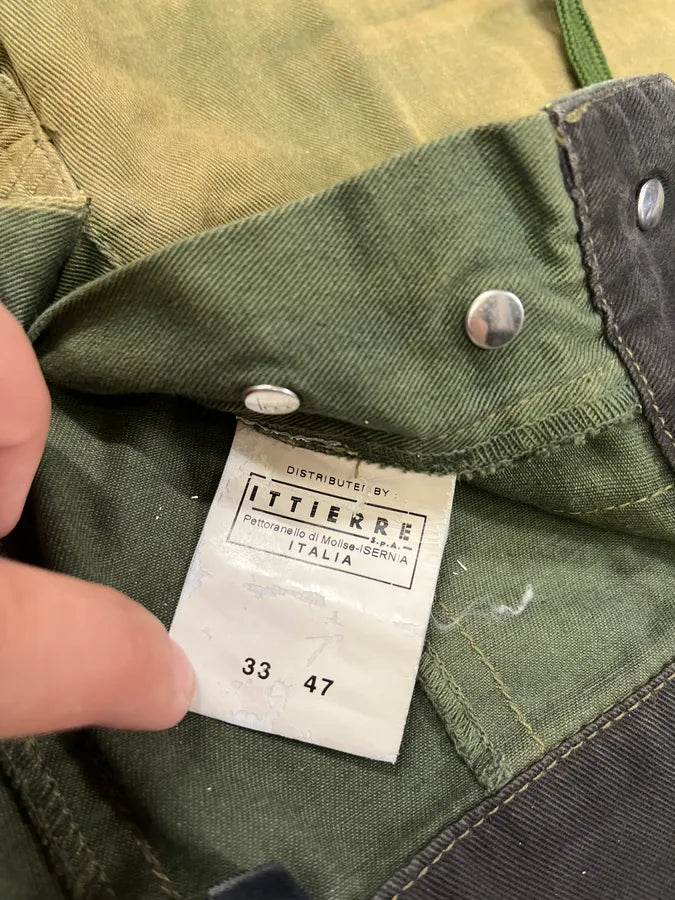 DISTRIBUTED BY :
ITTIERRE
S.p.A.
Pettoranello di Molise-ISERNIA
ITALIA
33 47